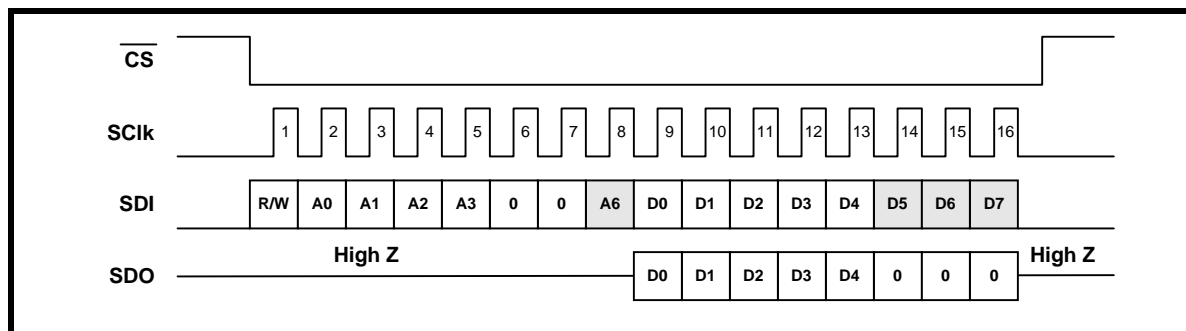 CS
SClk
1 2 3 4 5 6 7 8 9 10 11 12 13 14 15 16
SDI
R/W A0 A1 A2 A3 0 0 A6 D0 D1 D2 D3 D4 D5 D6 D7
High Z
High Z
SDO
D0 D1 D2 D3 D4 0 0 0